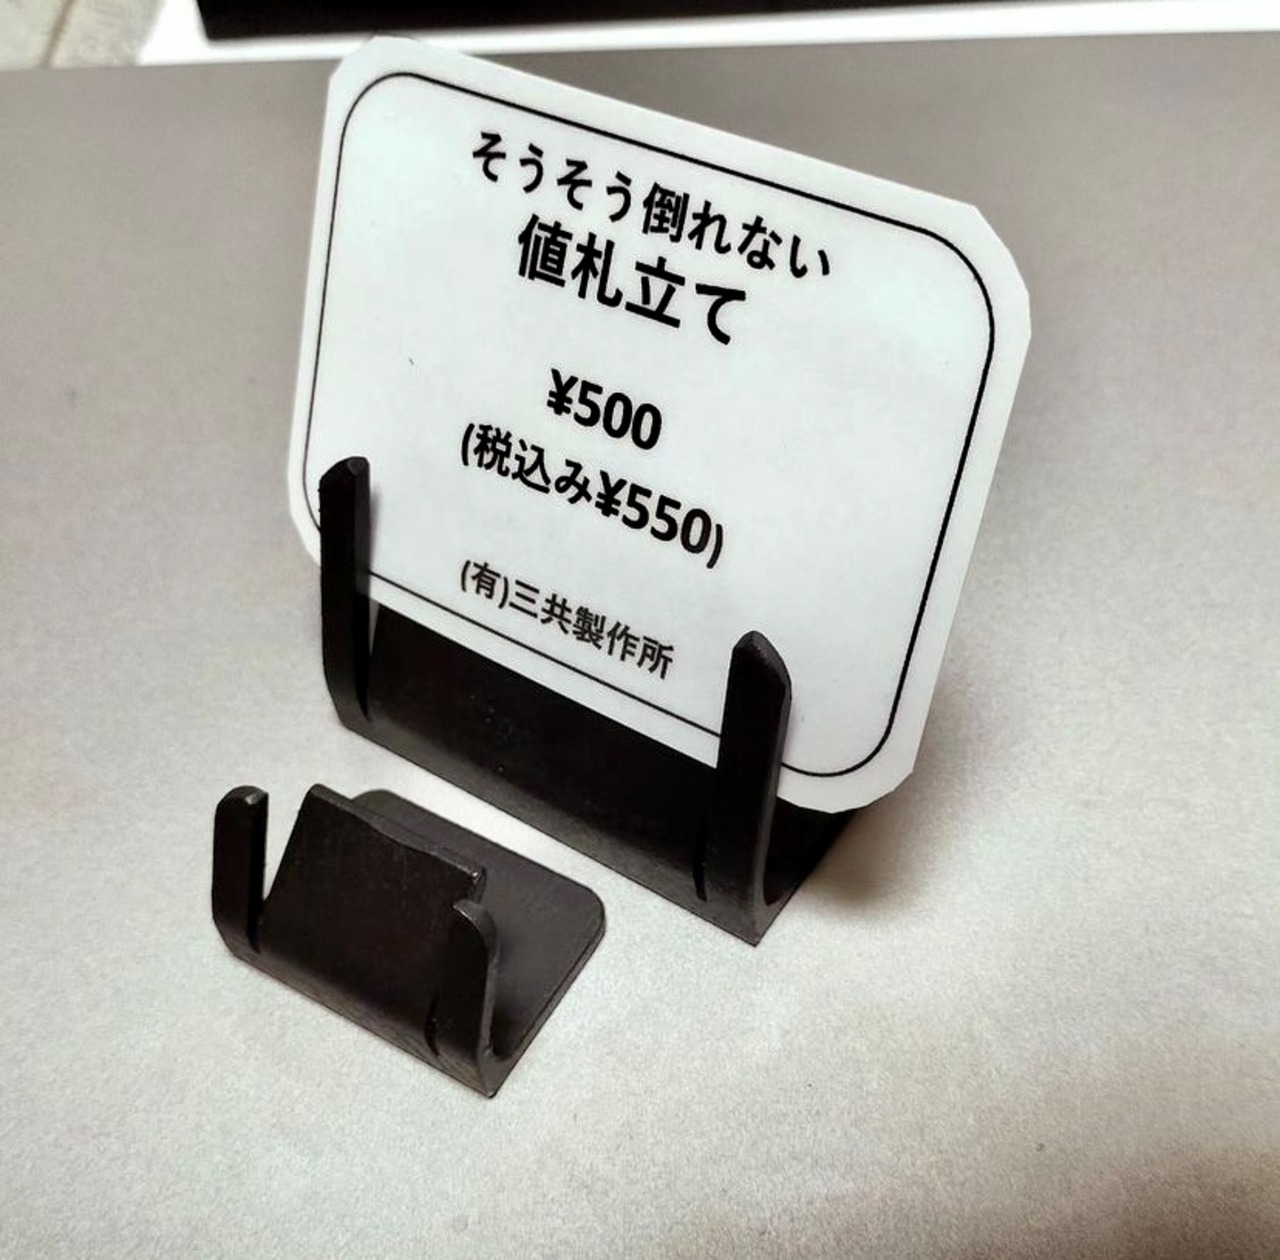 そうそう倒れない
値札立て
¥500
(税込み¥550)
(有)三共製作所